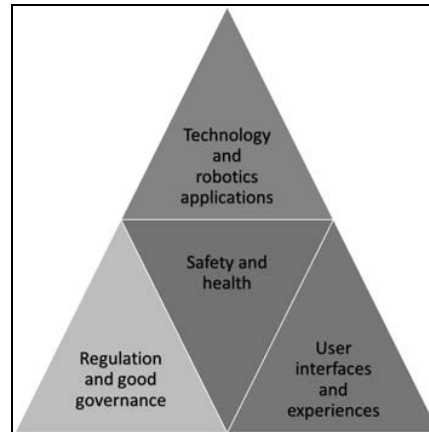 Technology
and
robotics
applications
Safety and
health
Regulation
and good
governance
User
interfaces
and
experiences